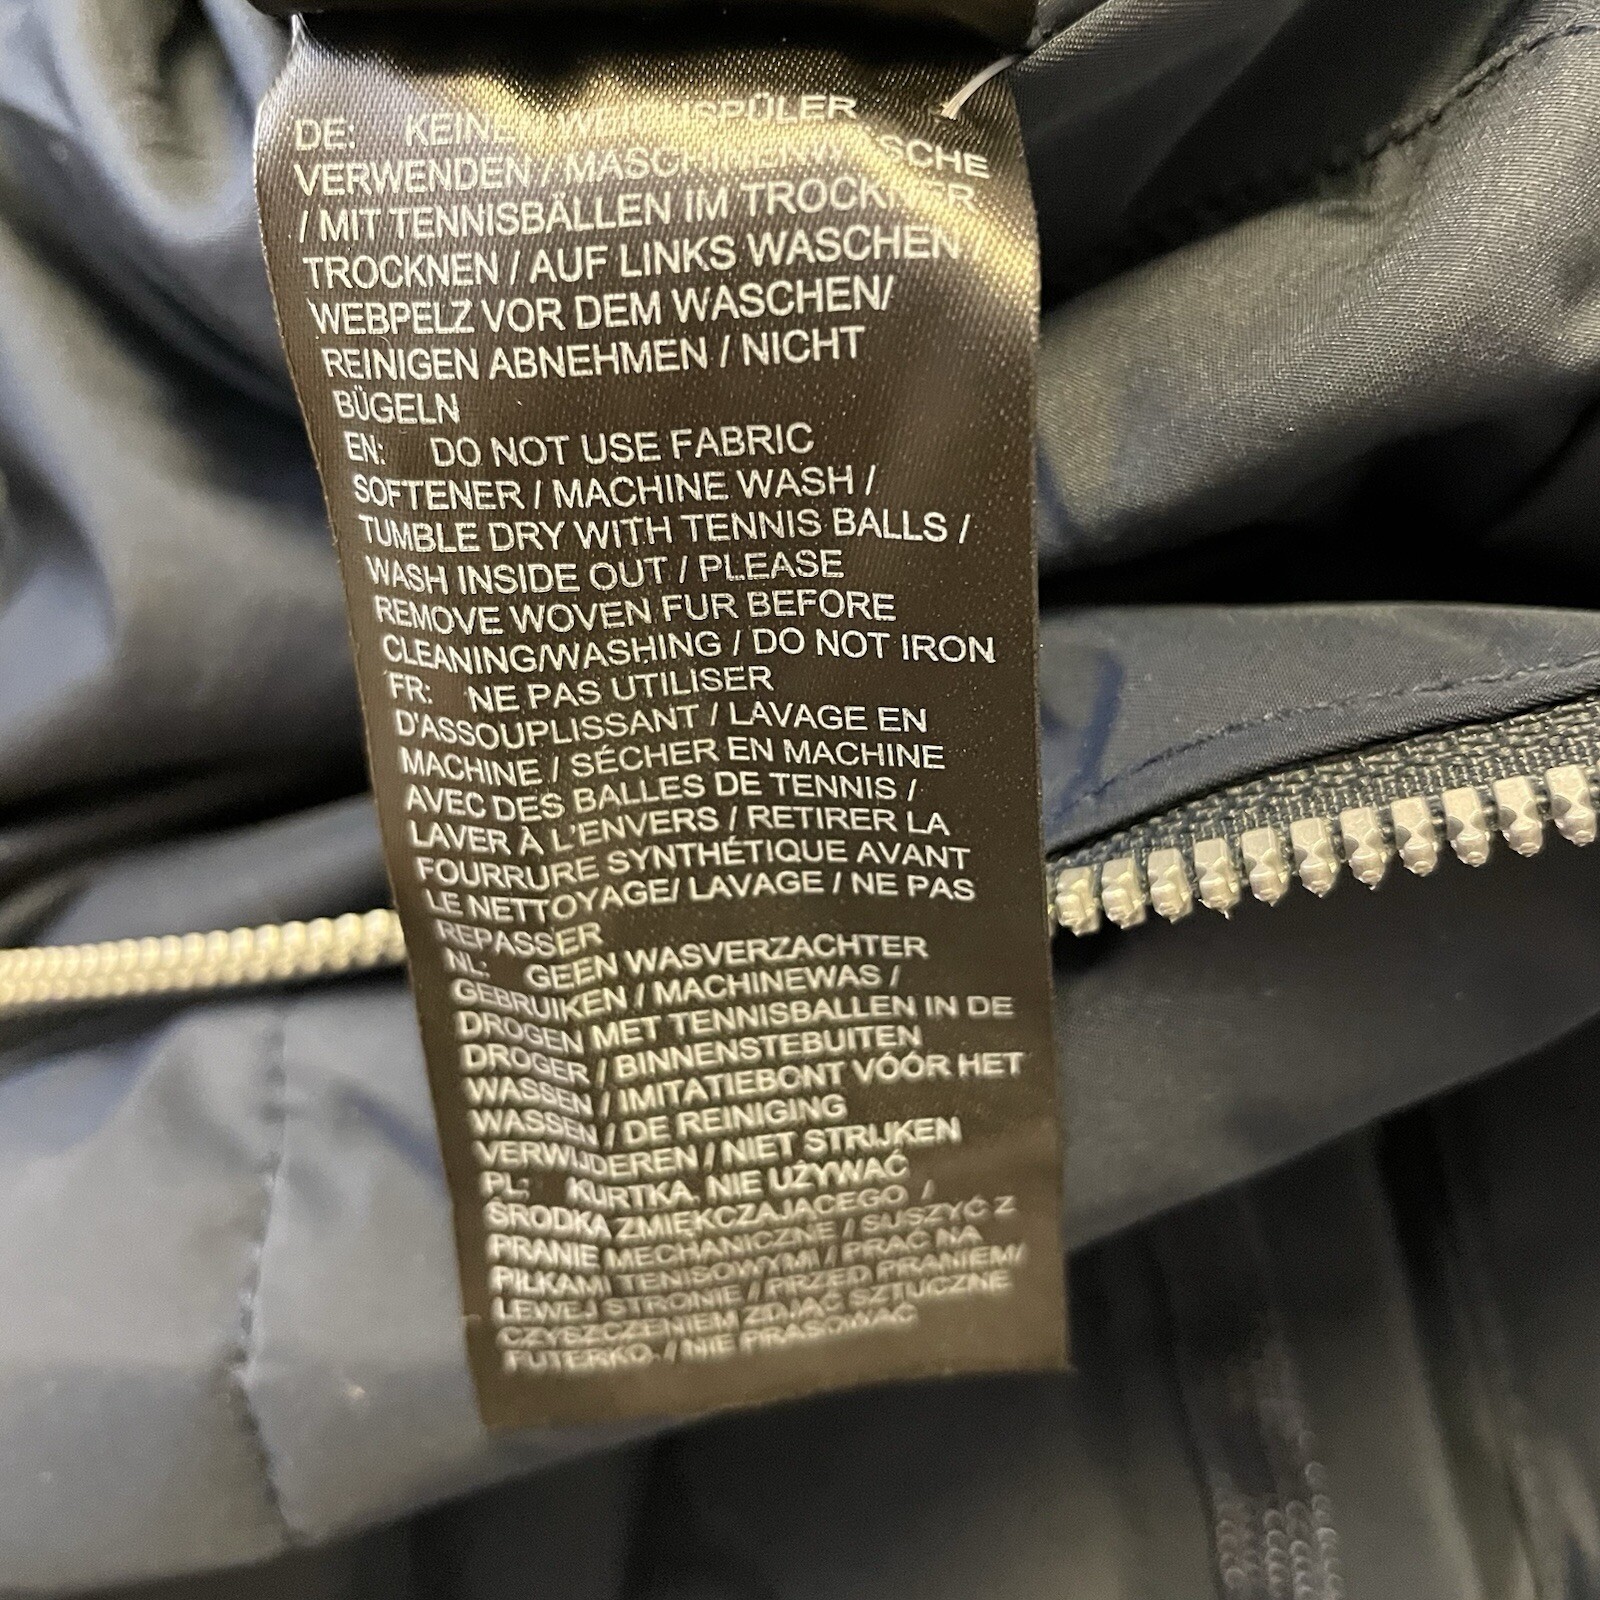 DE: KEINEN WEICHSPÜLER
VERWENDEN / MASCHINENWÄSCHE
/ MIT TENNISBÄLLEN IM TROCKNER
TROCKNEN / AUF LINKS WASCHEN /
WEBPELZ VOR DEM WASCHEN/
REINIGEN ABNEHMEN / NICHT
BÜGELN
EN: DO NOT USE FABRIC
SOFTENER / MACHINE WASH /
TUMBLE DRY WITH TENNIS BALLS /
WASH INSIDE OUT / PLEASE
REMOVE WOVEN FUR BEFORE
CLEANING/WASHING / DO NOT IRON
FR: NE PAS UTILISER
D'ASSOUPLISSANT / LAVAGE EN
MACHINE / SÉCHER EN MACHINE
AVEC DES BALLES DE TENNIS /
LAVER À L'ENVERS / RETIRER LA
FOURRURE SYNTHÉTIQUE AVANT
LE NETTOYAGE/ LAVAGE / NE PAS
REPASSER
NL: GEEN WASVERZACHTER
GEBRUIKEN / MACHINEWAS /
DROGEN MET TENNISBALLEN IN DE
DROGER / BINNENSTEBUITEN
WASSEN / IMITATIEBONT VÓÓR HET
WASSEN / DE REINIGING
VERWIJDEREN / NIET STRIJKEN
PL: KURTKA. NIE UŻYWAĆ
ŚRODKA ZMIĘKCZAJĄCEGO /
PRANIE MECHANICZNE / SUSZYĆ Z
PIŁKAMI TENISOWYMI / PRAĆ NA
LEWEJ STRONIE / PRZED PRANIEM/
CZYSZCZENIEM ZDJĄĆ SZTUCZNE
FUTERKO. / NIE PRASOWAĆ